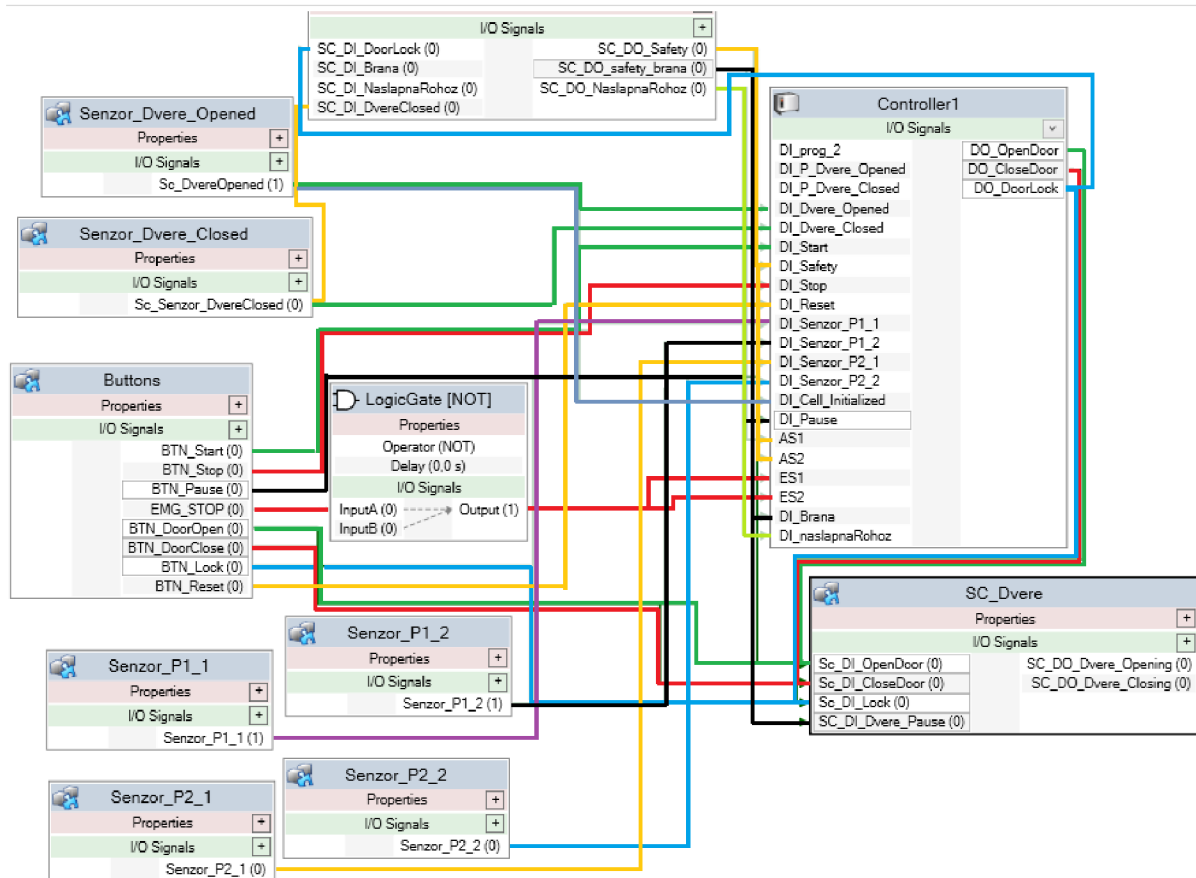 I/O Signals +
SC_DI_DoorLock (0) SC_DO_Safety (0)
SC_DI_Brana (0) SC_DO_safety_brana (0)
SC_DI_NaslapnaRohoz (0) SC_DO_NaslapnaRohoz (0)
SC_DI_DvereClosed (0)
Senzor_Dvere_Opened
Properties +
I/O Signals +
Sc_DvereOpened (1)
Senzor_Dvere_Closed
Properties +
I/O Signals +
Sc_Senzor_DvereClosed (0)
Controller1
I/O Signals
DI_prog_2 DO_OpenDoor
DI_P_Dvere_Opened DO_CloseDoor
DI_P_Dvere_Closed DO_DoorLock
DI_Dvere_Opened
DI_Dvere_Closed
DI_Start
DI_Safety
DI_Stop
DI_Reset
DI_Senzor_P1_1
DI_Senzor_P1_2
DI_Senzor_P2_1
DI_Senzor_P2_2
DI_Cell_Initialized
DI_Pause
AS1
AS2
ES1
ES2
DI_Brana
DI_naslapnaRohoz
Buttons
Properties +
I/O Signals +
BTN_Start (0)
BTN_Stop (0)
BTN_Pause (0)
EMG_STOP (0)
BTN_DoorOpen (0)
BTN_DoorClose (0)
BTN_Lock (0)
BTN_Reset (0)
LogicGate [NOT]
Properties
Operator (NOT)
Delay (0,0 s)
I/O Signals
InputA (0) Output (1)
InputB (0)
SC_Dvere
Properties +
I/O Signals +
Sc_DI_OpenDoor (0) SC_DO_Dvere_Opening (0)
Sc_DI_CloseDoor (0) SC_DO_Dvere_Closing (0)
Sc_DI_Lock (0)
SC_DI_Dvere_Pause (0)
Senzor_P1_2
Properties +
I/O Signals +
Senzor_P1_2 (1)
Senzor_P1_1
Properties +
I/O Signals +
Senzor_P1_1 (1)
Senzor_P2_2
Properties +
I/O Signals +
Senzor_P2_2 (0)
Senzor_P2_1
Properties +
I/O Signals +
Senzor_P2_1 (0)